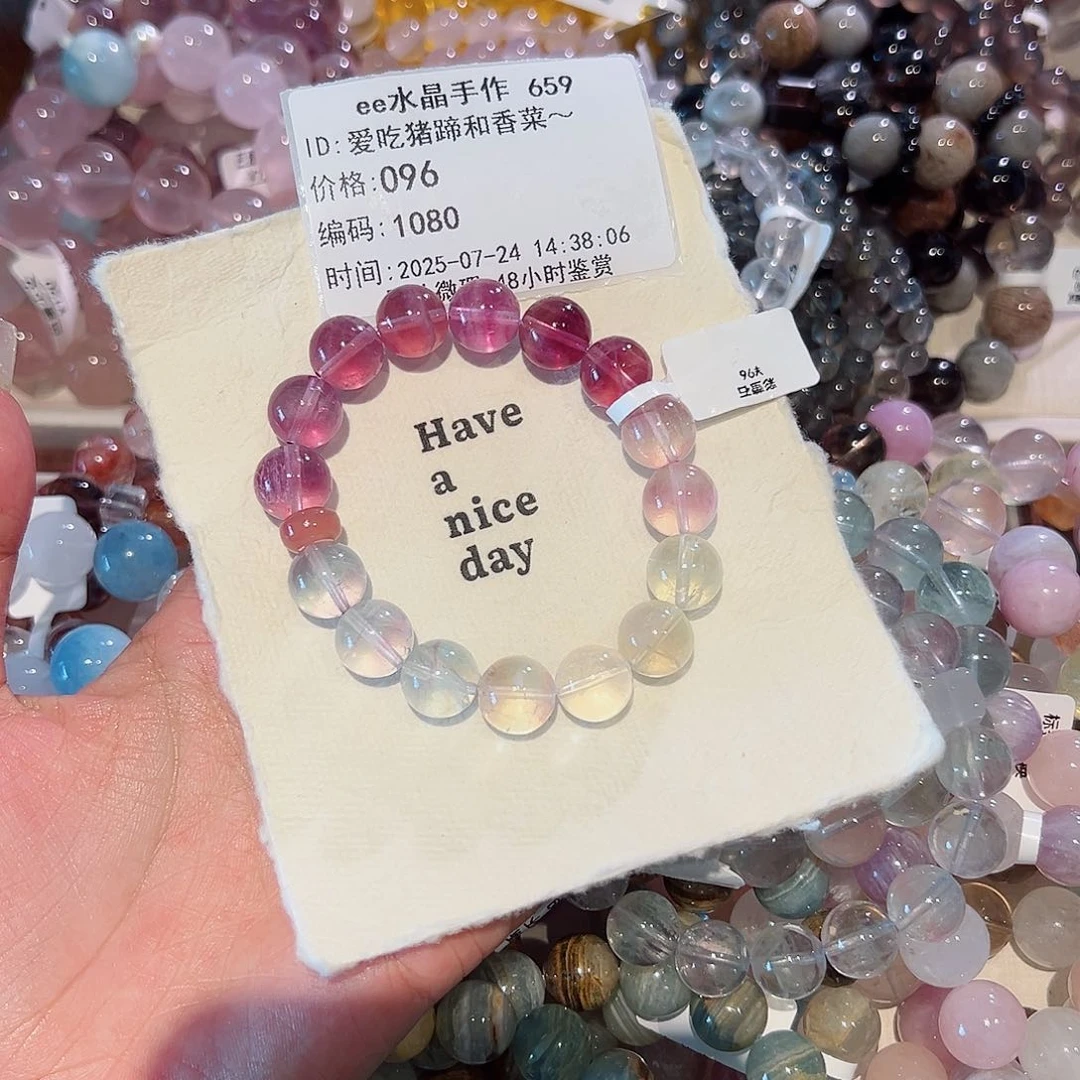 ee水晶手作 659
ID:爱吃猪蹄和香菜～
价格:096
编码:1080
时间:2025-07-24 14:38:06
48小时鉴赏
Have
a
nice
day